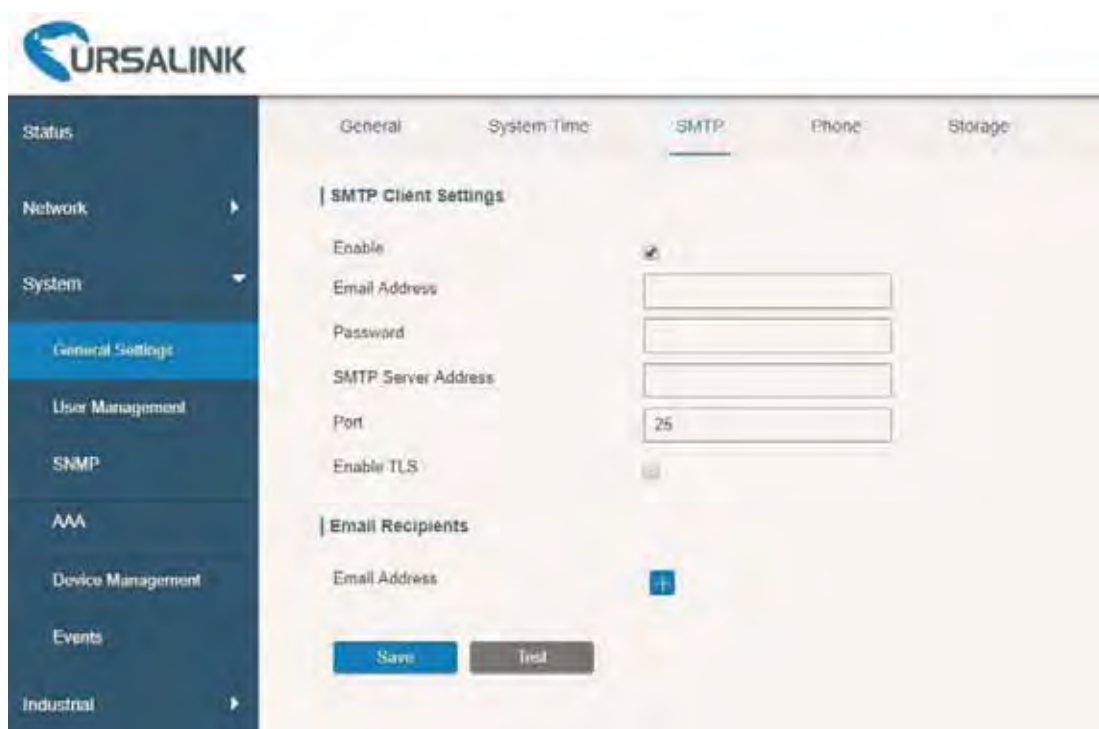 URSALINK
Status
Network
System
General Settings
User Management
SNMP
AAA
Device Management
Events
Industrial
General System Time SMTP Phone Storage
SMTP Client Settings
Enable
Email Address
Password
SMTP Server Address
Port 25
Enable TLS
Email Recipients
Email Address
Save Test